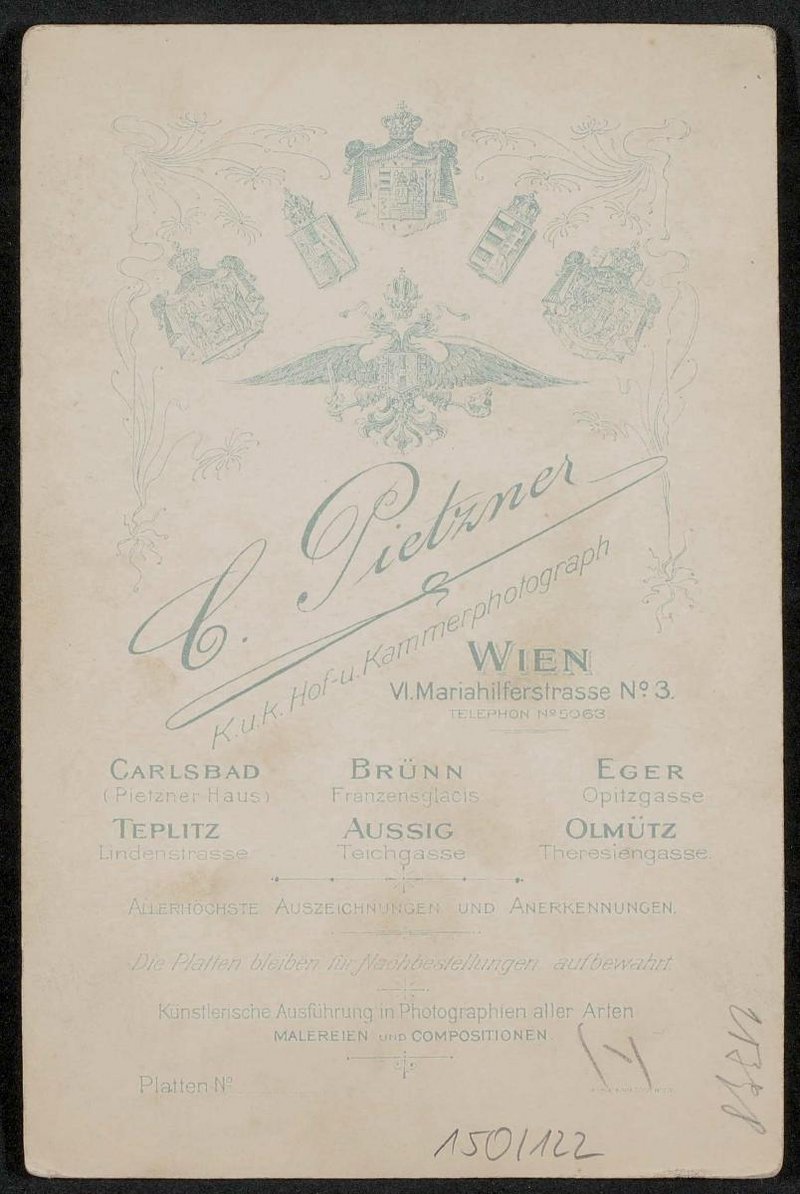 C. Pietzner
K.u.K. Hof-u. Kammerphotograph
WIEN
VI. Mariahilferstrasse Nº 3.
TELEPHON Nº 5063
CARLSBAD BRÜNN EGER
(Pietzner Haus) Franzensglacis Opitzgasse
TEPLITZ AUSSIG OLMÜTZ
Lindenstrasse Teichgasse Theresiengasse.
ALLERHÖCHSTE AUSZEICHNUNGEN UND ANERKENNUNGEN.
Die Platten bleiben für Nachbestellungen aufbewahrt.
Künstlerische Ausführung in Photographien aller Arten
MALEREIEN UND COMPOSITIONEN
Platten Nº
150/122